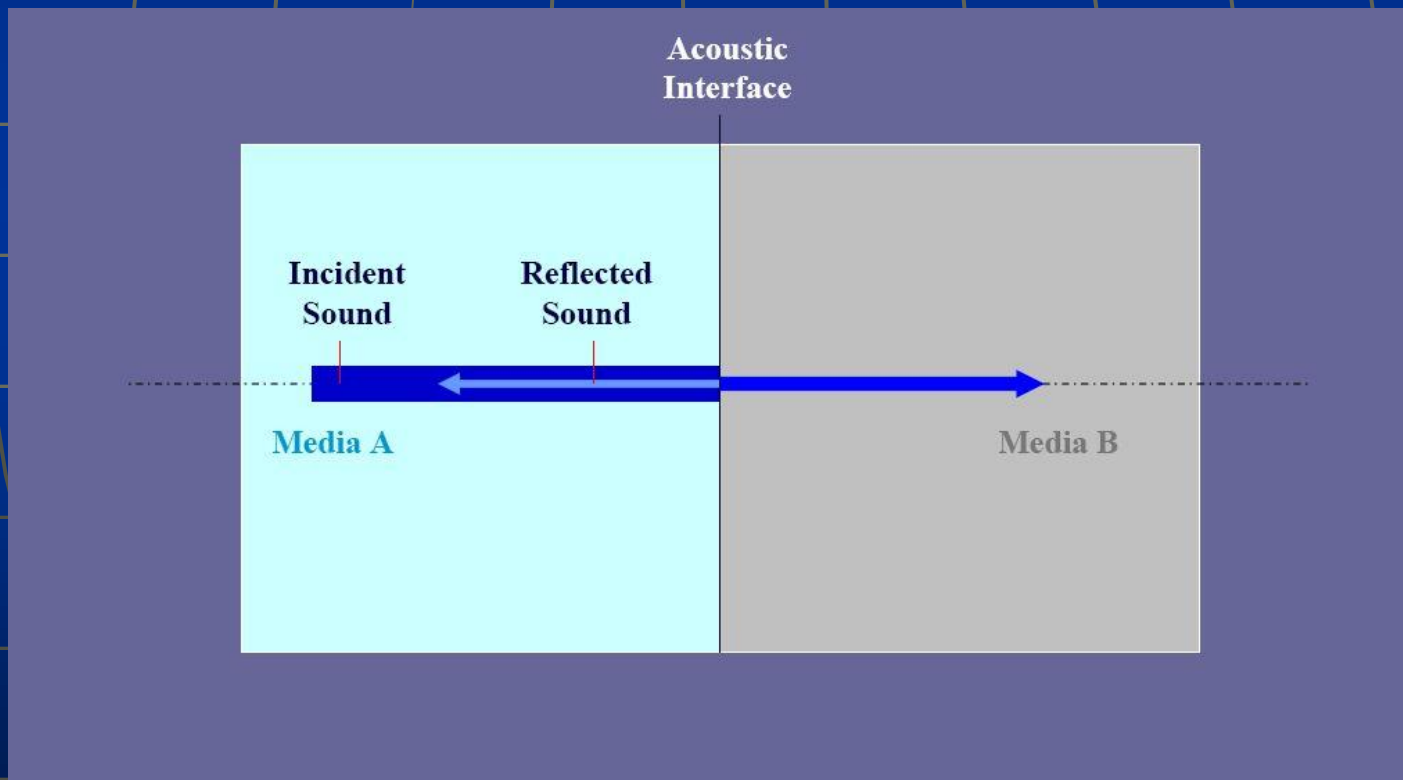 Acoustic
Interface
Incident
Sound
Reflected
Sound
Media A
Media B